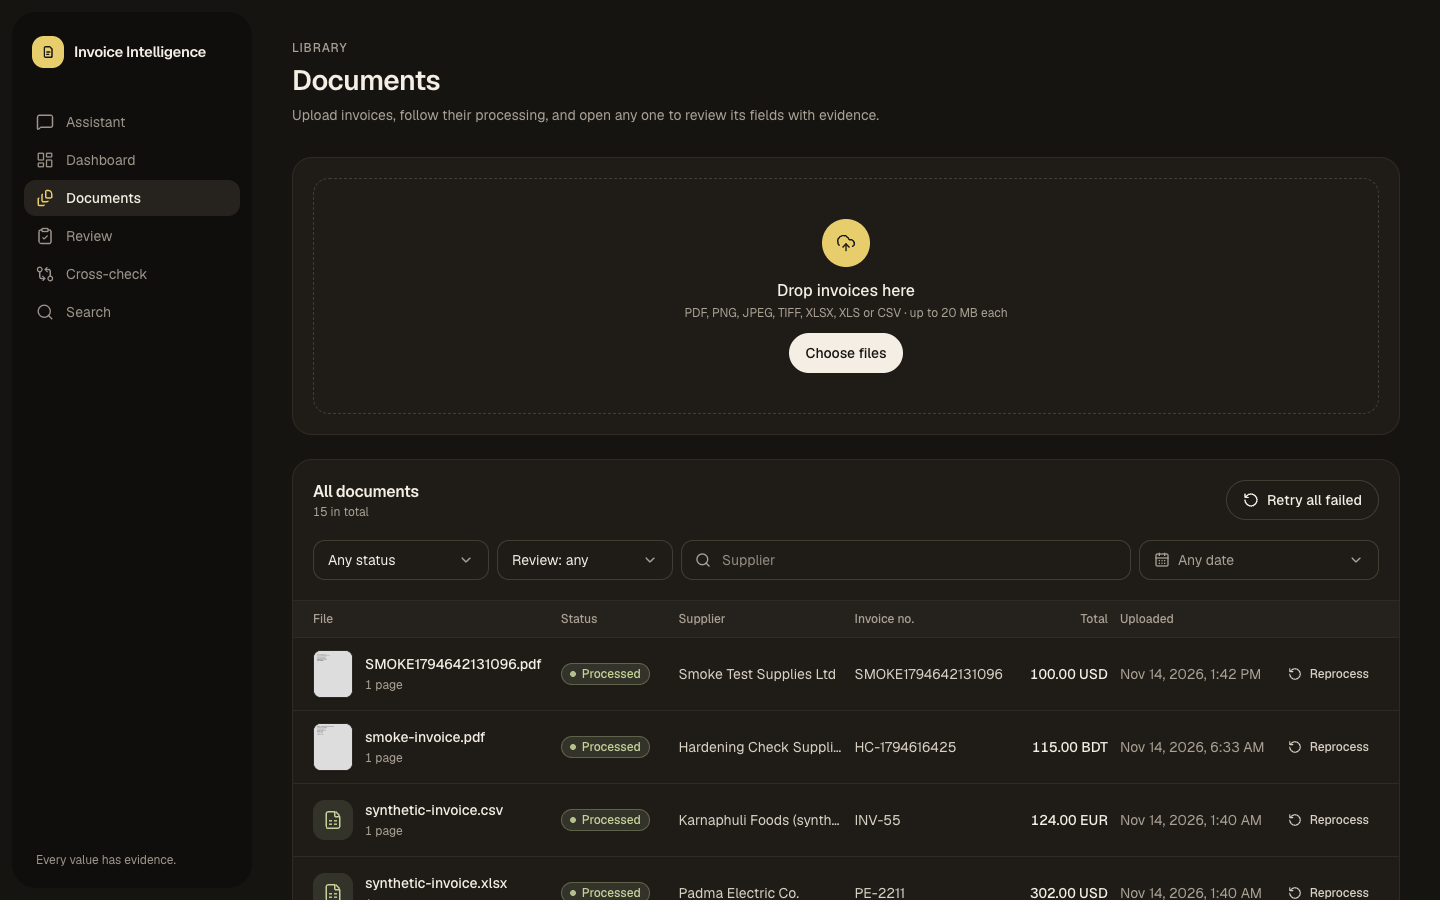 Invoice Intelligence
Assistant
Dashboard
Documents
Review
Cross-check
Search
Every value has evidence.
LIBRARY
Documents
Upload invoices, follow their processing, and open any one to review its fields with evidence.
Drop invoices here
PDF, PNG, JPEG, TIFF, XLSX, XLS or CSV · up to 20 MB each
Choose files
All documents
15 in total
Retry all failed
Any status
Review: any
Supplier
Any date
File Status Supplier Invoice no. Total Uploaded
SMOKE1794642131096.pdf
1 page
Processed Smoke Test Supplies Ltd SMOKE1794642131096 100.00 USD Nov 14, 2026, 1:42 PM Reprocess
smoke-invoice.pdf
1 page
Processed Hardening Check Suppli... HC-1794616425 115.00 BDT Nov 14, 2026, 6:33 AM Reprocess
synthetic-invoice.csv
1 page
Processed Karnaphuli Foods (synth... INV-55 124.00 EUR Nov 14, 2026, 1:40 AM Reprocess
synthetic-invoice.xlsx
Processed Padma Electric Co. PE-2211 302.00 USD Nov 14, 2026, 1:40 AM Reprocess